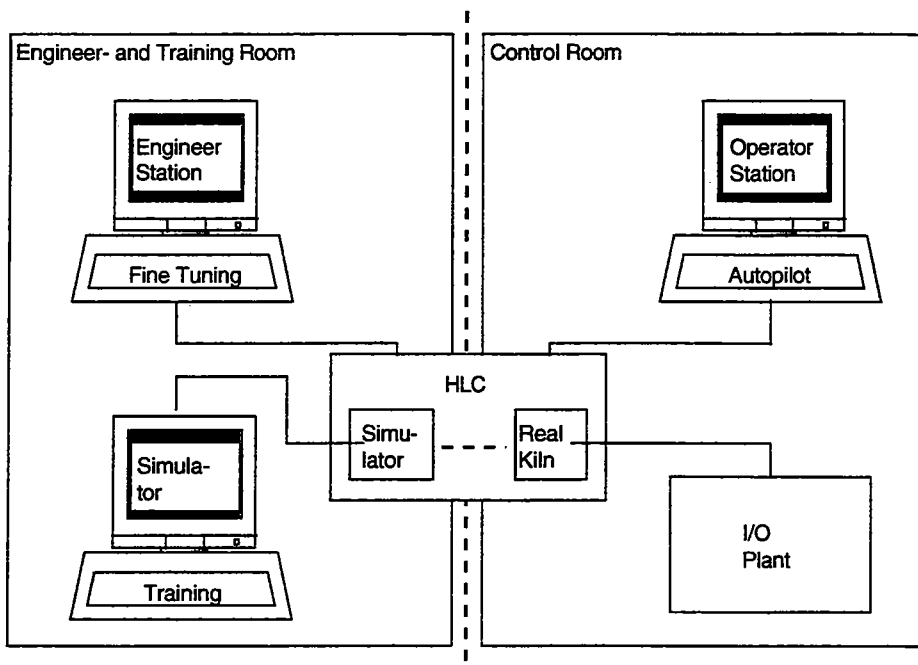 Engineer- and Training Room
Control Room
Engineer
Station
Fine Tuning
Operator
Station
Autopilot
HLC
Simu-
lator
Real
Kiln
Simula-
tor
Training
I/O
Plant